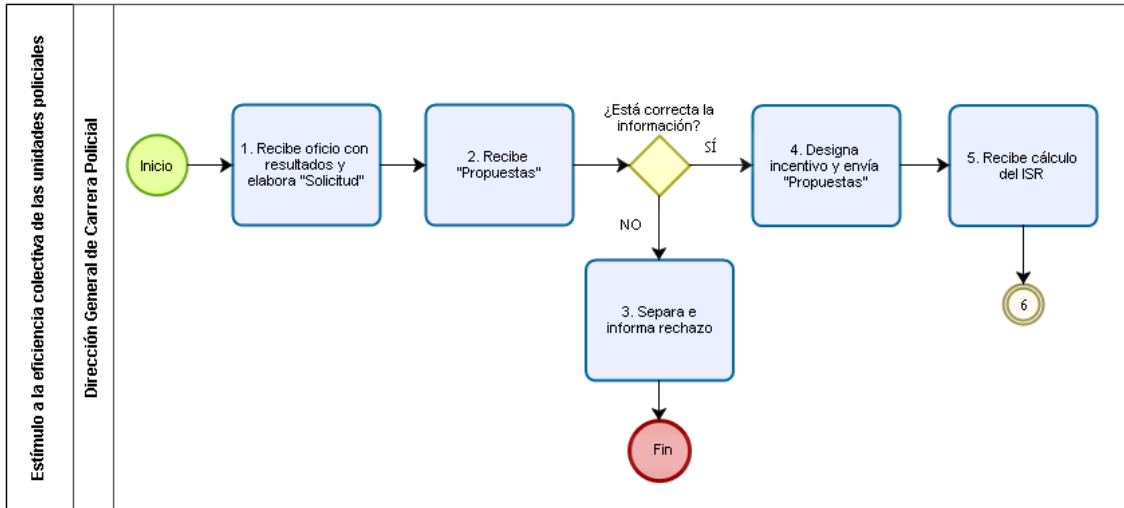 Estímulo a la eficiencia colectiva de las unidades policiales
Dirección General de Carrera Policial
Inicio
1. Recibe oficio con
resultados y
elabora "Solicitud"
2. Recibe
"Propuestas"
¿Está correcta la
información?
SÍ
NO
4. Designa
incentivo y envía
"Propuestas"
5. Recibe cálculo
del ISR
6
3. Separa e
informa rechazo
Fin